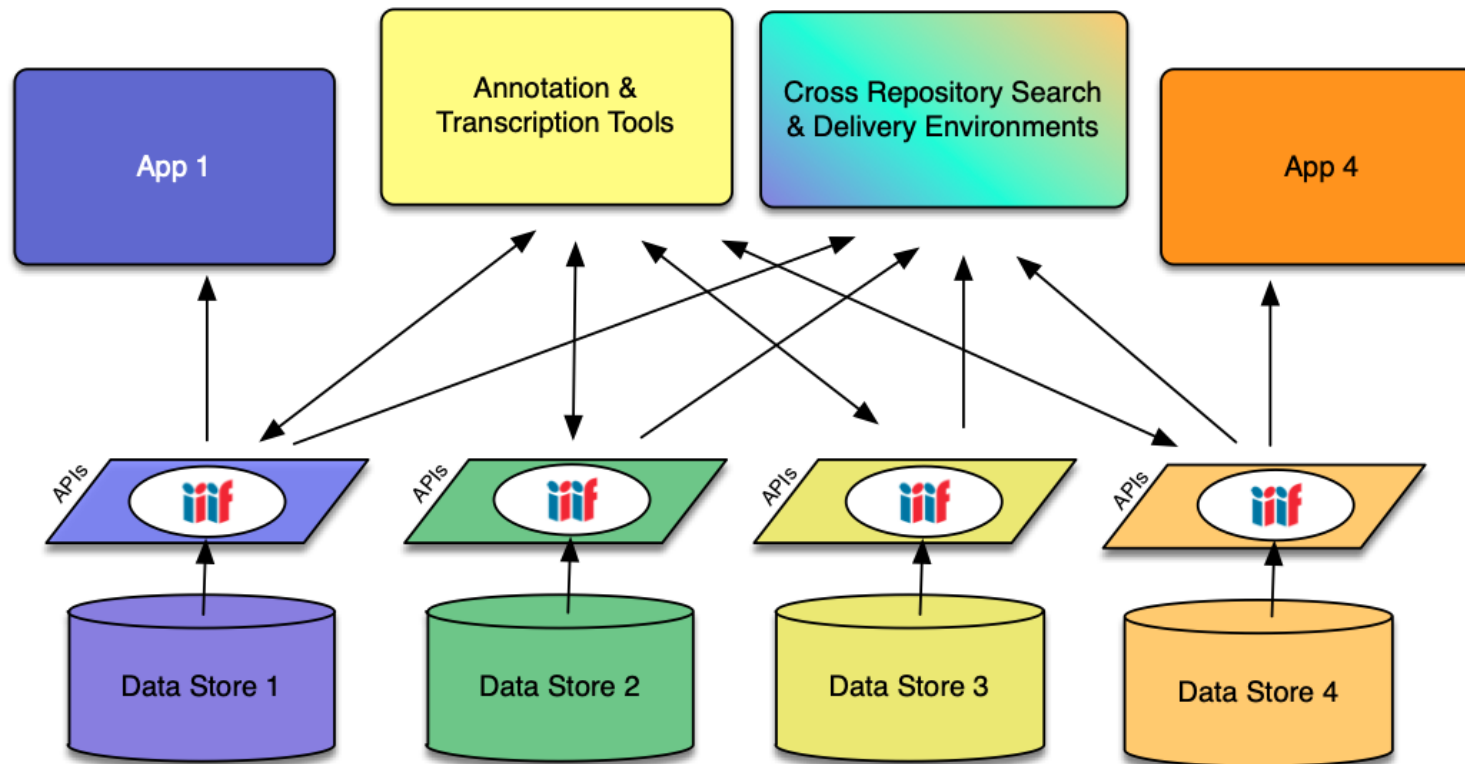 Annotation &
Transcription Tools
Cross Repository Search
& Delivery Environments
App 1
App 4
APIs
iiif
APIs
iiif
APIs
iiif
APIs
iiif
Data Store 1
Data Store 2
Data Store 3
Data Store 4